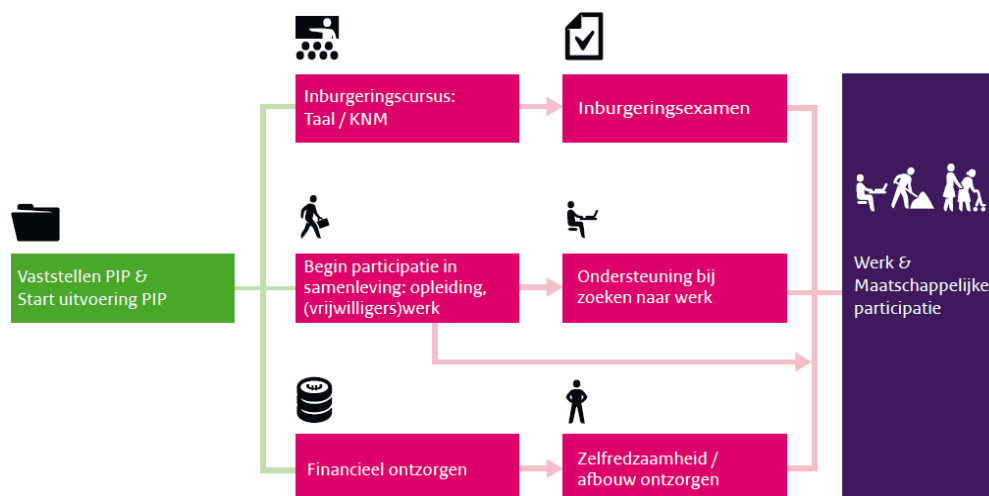 Inburgeringscursus:
Taal / KNM
Inburgeringsexamen
Vaststellen PIP &
Start uitvoering PIP
Begin participatie in
samenleving: opleiding,
(vrijwilligers)werk
Ondersteuning bij
zoeken naar werk
Werk &
Maatschappelijke
participatie
Financieel ontzorgen
Zelfredzaamheid /
afbouw ontzorgen